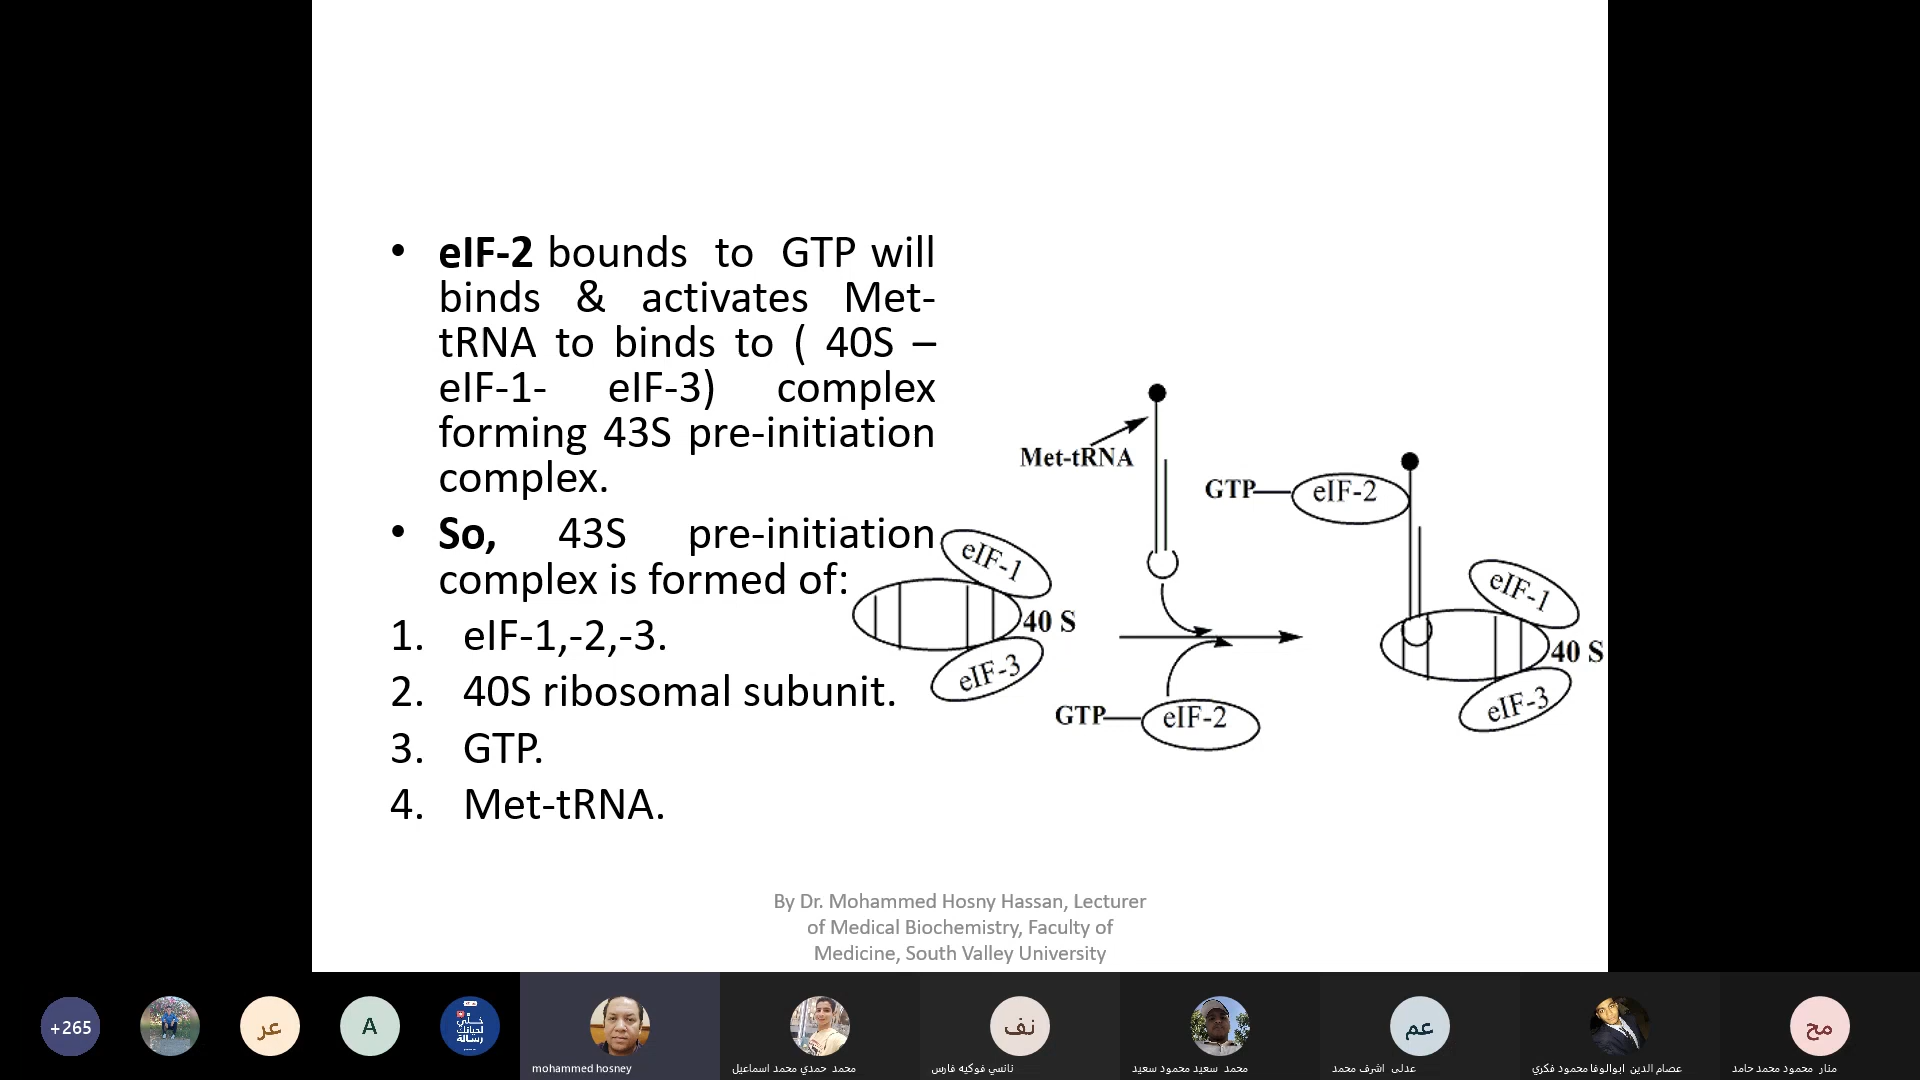 • eIF-2 bounds to GTP will
binds & activates Met-
tRNA to binds to ( 40S –
eIF-1- eIF-3) complex
forming 43S pre-initiation
complex.
• So, 43S pre-initiation
complex is formed of:
1. eIF-1,-2,-3.
2. 40S ribosomal subunit.
3. GTP.
4. Met-tRNA.
Met-tRNA
GTP
eIF-2
eIF-1
40 S
eIF-3
GTP
eIF-2
eIF-1
40 S
eIF-3
By Dr. Mohammed Hosny Hassan, Lecturer
of Medical Biochemistry, Faculty of
Medicine, South Valley University
+265
عر
A
خلي
لحياتك
رسالة
نف
عم
مح
mohammed hosney
محمد حمدي محمد اسماعيل
نانسي فوكيه فارس
محمد سعيد محمود سعيد
عدلى اشرف محمد
عصام الدين ابوالوفا محمود فكري
منار محمود محمد حامد